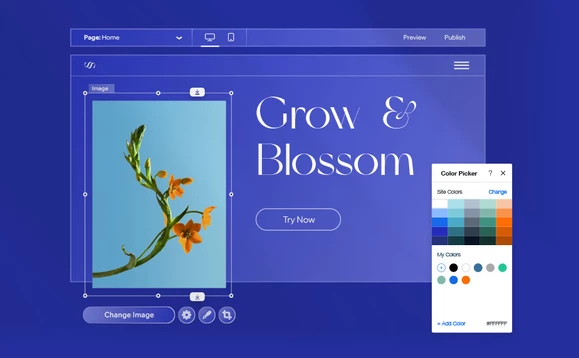 Page: Home
Preview
Publish
Image
Grow &
Blossom
Try Now
Change Image
Color Picker ?
Site Colors
Change
My Colors
+ Add Color
#FFFFFF